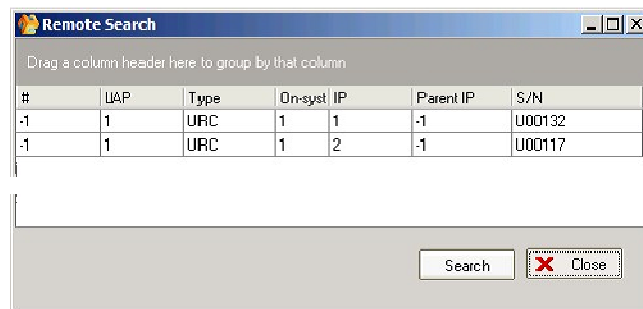 Remote Search
Drag a column header here to group by that column
# UAP Type On-syst IP Parent IP S/N
-1 1 URC 1 1 -1 U00132
-1 1 URC 1 2 -1 U00117
Search Close